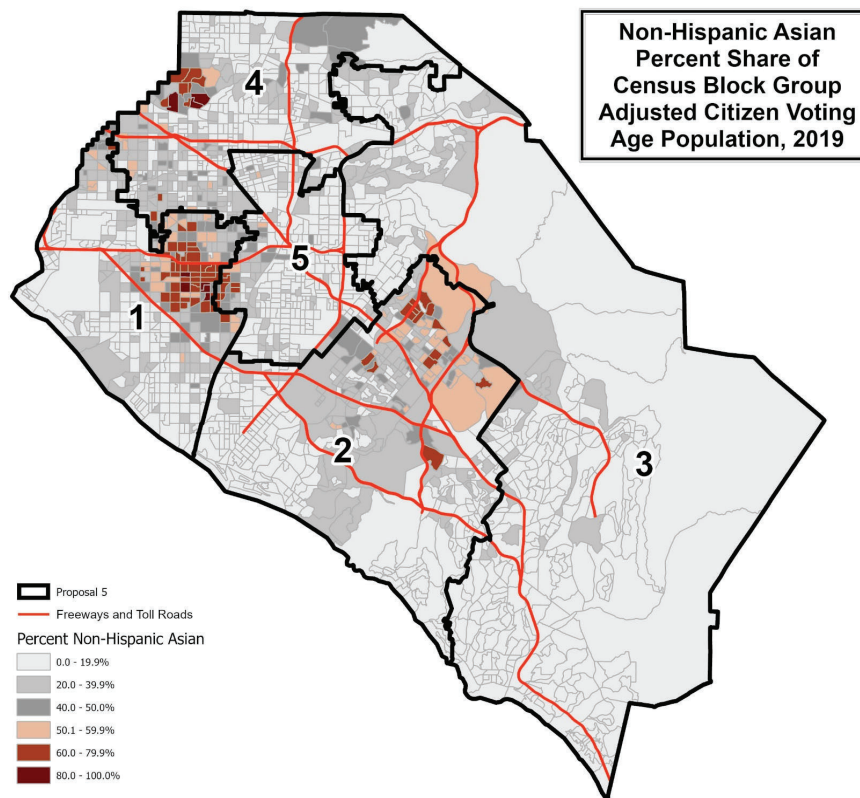 Non-Hispanic Asian
Percent Share of
Census Block Group
Adjusted Citizen Voting
Age Population, 2019
4
5
1
2
3
Proposal 5
Freeways and Toll Roads
Percent Non-Hispanic Asian
0.0 - 19.9%
20.0 - 39.9%
40.0 - 50.0%
50.1 - 59.9%
60.0 - 79.9%
80.0 - 100.0%